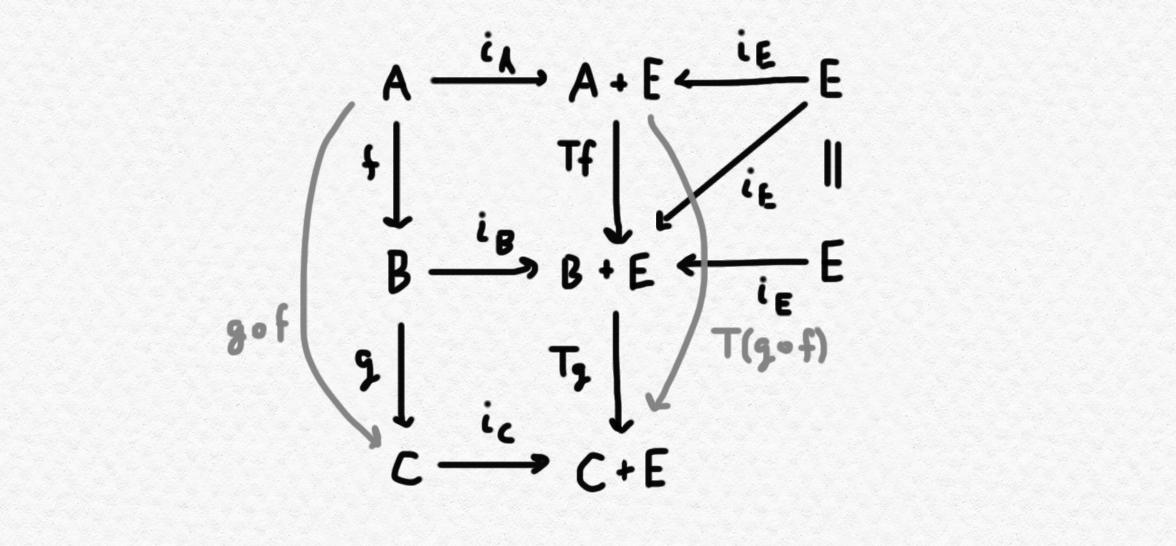 i_A i_E
A A + E E
f Tf i_E ||
i_B
B B + E E
i_E
g∘f T(g∘f)
g Tg
i_C
C C + E